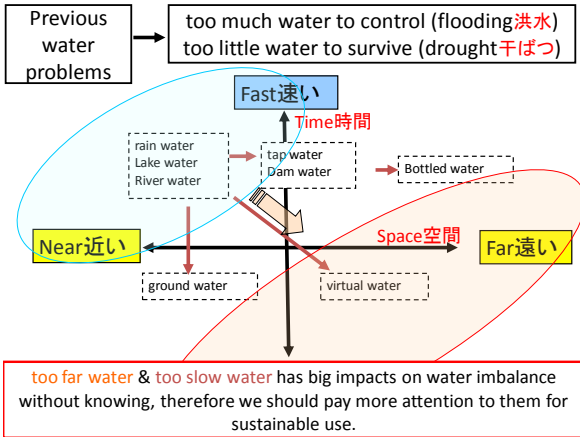 Previous
water
problems
too much water to control (flooding洪水)
too little water to survive (drought干ばつ)
Fast速い
Time時間
rain water
Lake water
River water
tap water
Dam water
Bottled water
Near近い
Space空間
Far遠い
ground water
virtual water
too far water & too slow water has big impacts on water imbalance
without knowing, therefore we should pay more attention to them for
sustainable use.